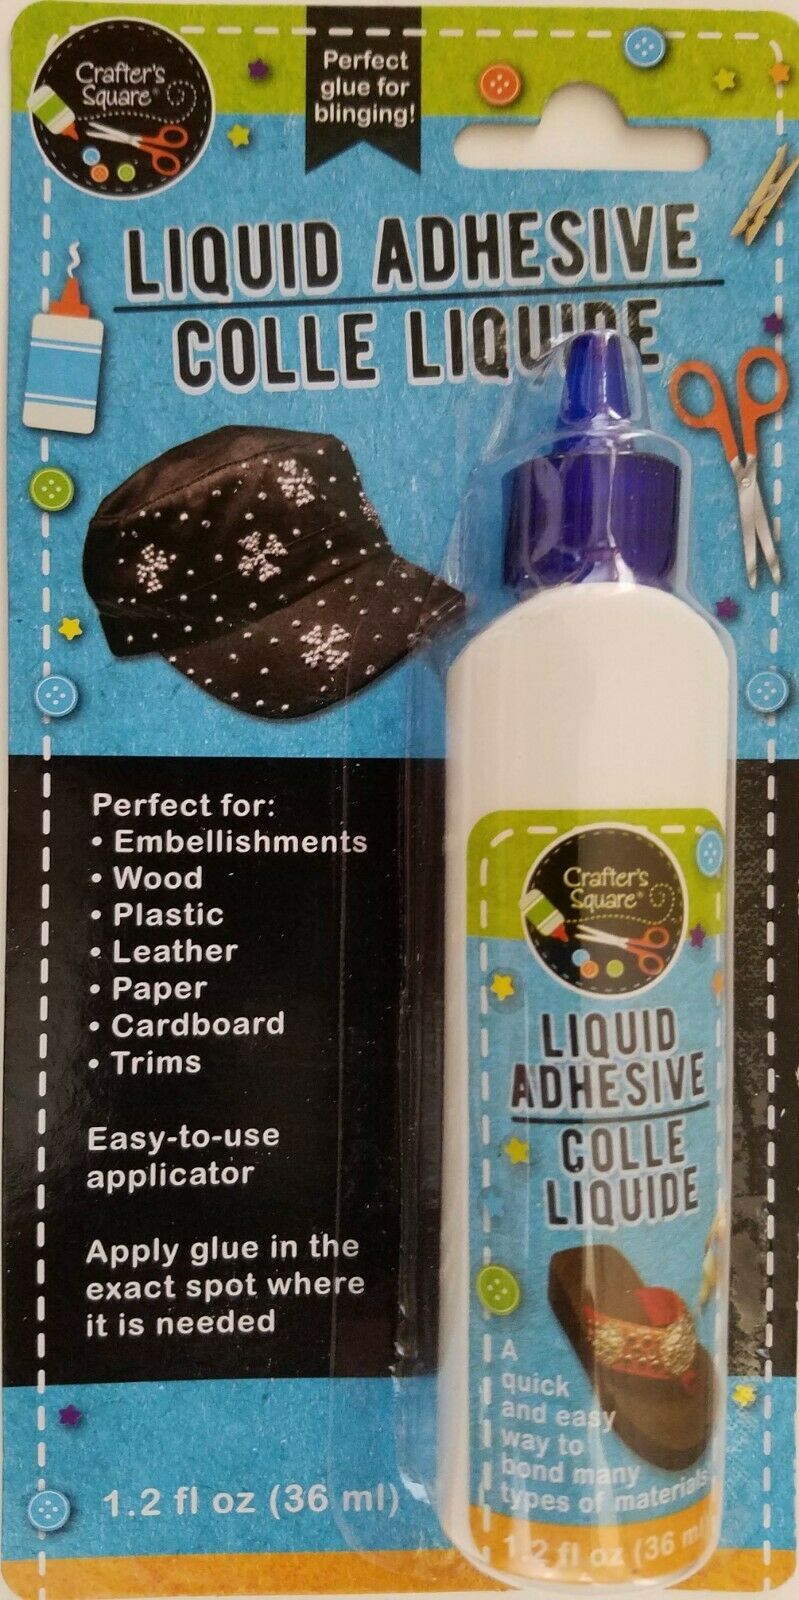 Crafter's
Square®
Perfect
glue for
blinging!
LIQUID ADHESIVE
COLLE LIQUIDE
Perfect for:
• Embellishments
• Wood
• Plastic
• Leather
• Paper
• Cardboard
• Trims
Easy-to-use
applicator
Apply glue in the
exact spot where
it is needed
1.2 fl oz (36 ml)
Crafter's
Square®
LIQUID
ADHESIVE
COLLE
LIQUIDE
A
quick
and easy
way to
bond many
types of materials
1.2 fl oz (36 ml)